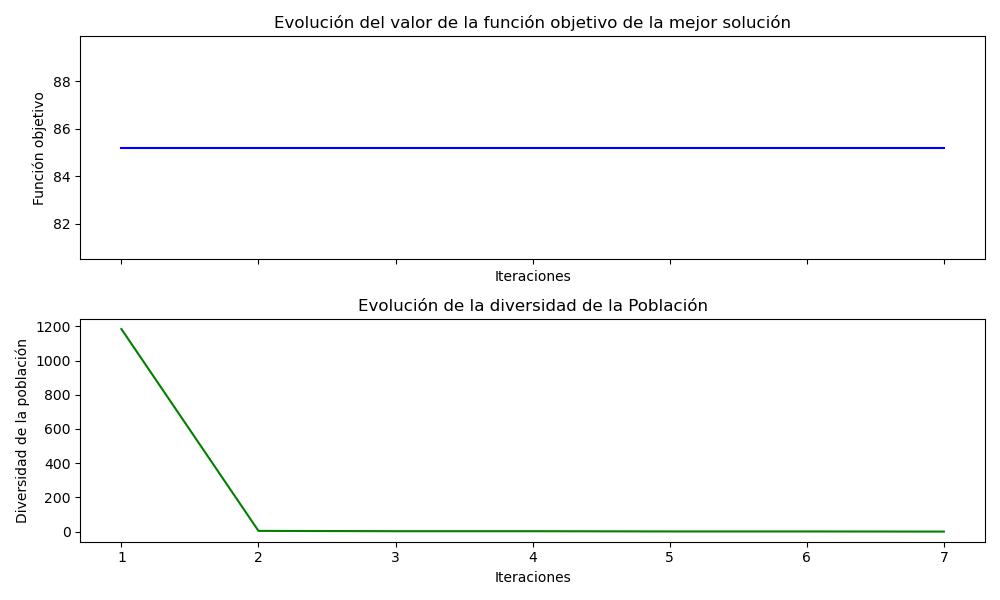 Evolución del valor de la función objetivo de la mejor solución
Función objetivo
88
86
84
82
Iteraciones
Evolución de la diversidad de la Población
Diversidad de la población
1200
1000
800
600
400
200
0
1 2 3 4 5 6 7
Iteraciones